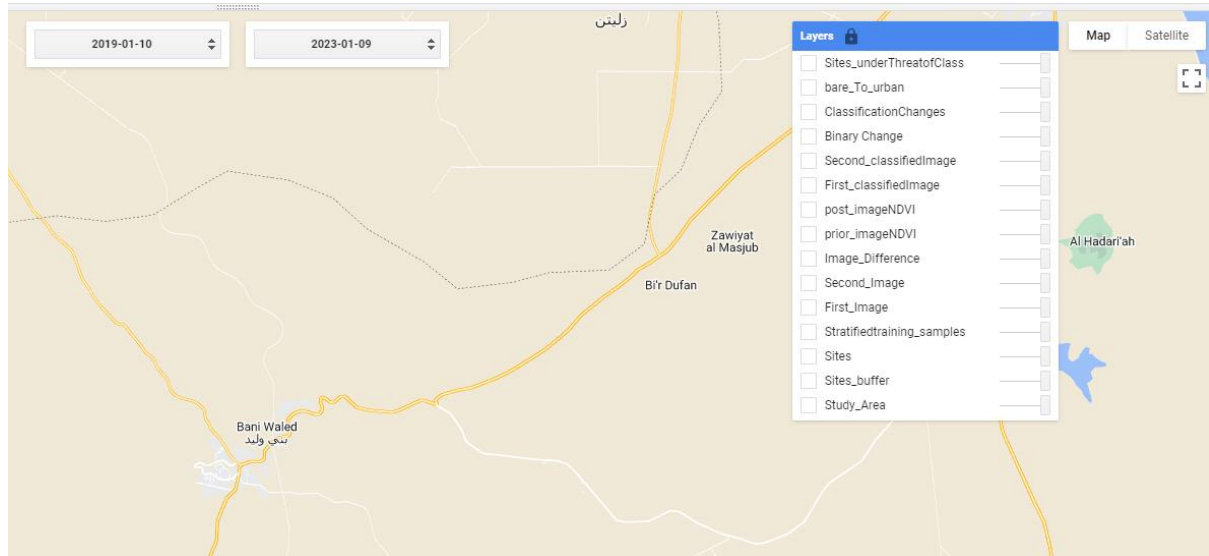 زليتن
2019-01-10
2023-01-09
Layers
Sites_underThreatofClass
bare_To_urban
ClassificationChanges
Binary Change
Second_classifiedImage
First_classifiedImage
post_imageNDVI
prior_imageNDVI
Image_Difference
Second_Image
First_Image
Stratifiedtraining_samples
Sites
Sites_buffer
Study_Area
Map
Satellite
Zawiyat
al Masjub
Bi'r Dufan
Al Hadari'ah
Bani Waled
بني وليد